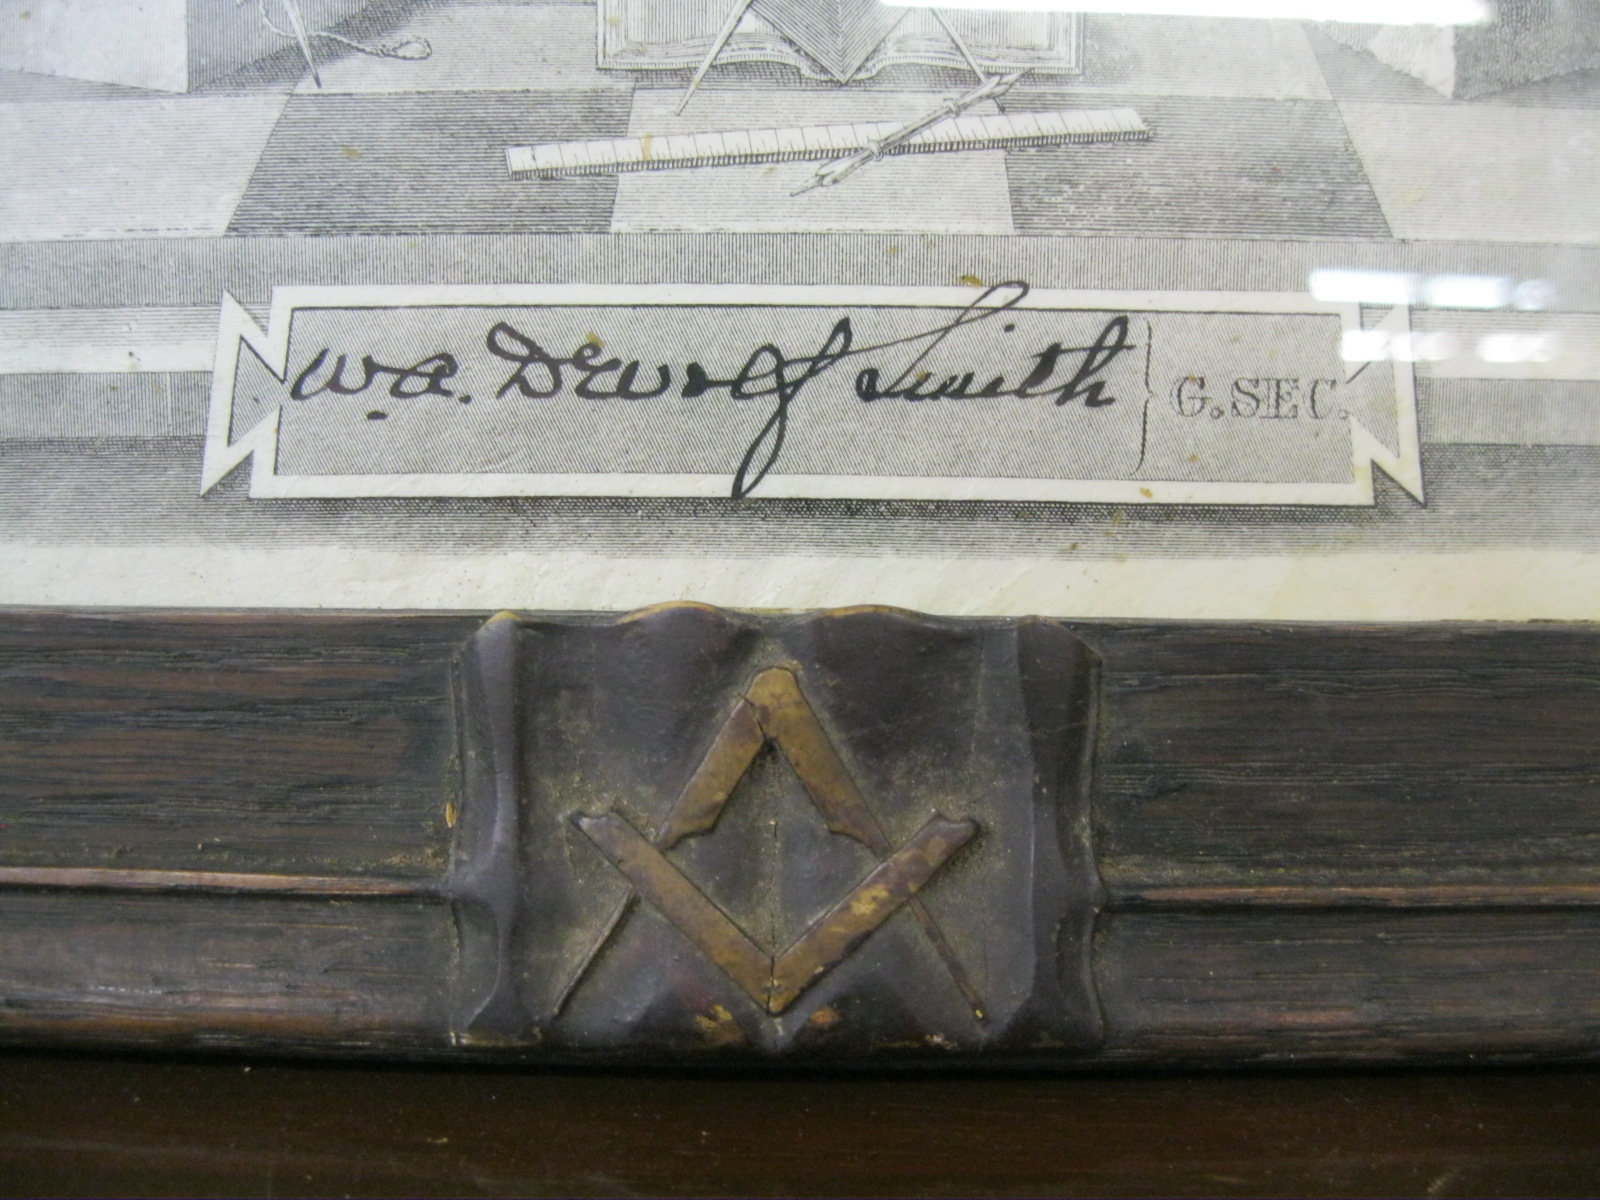 W. A. DeWolf Smith } G. SEC.